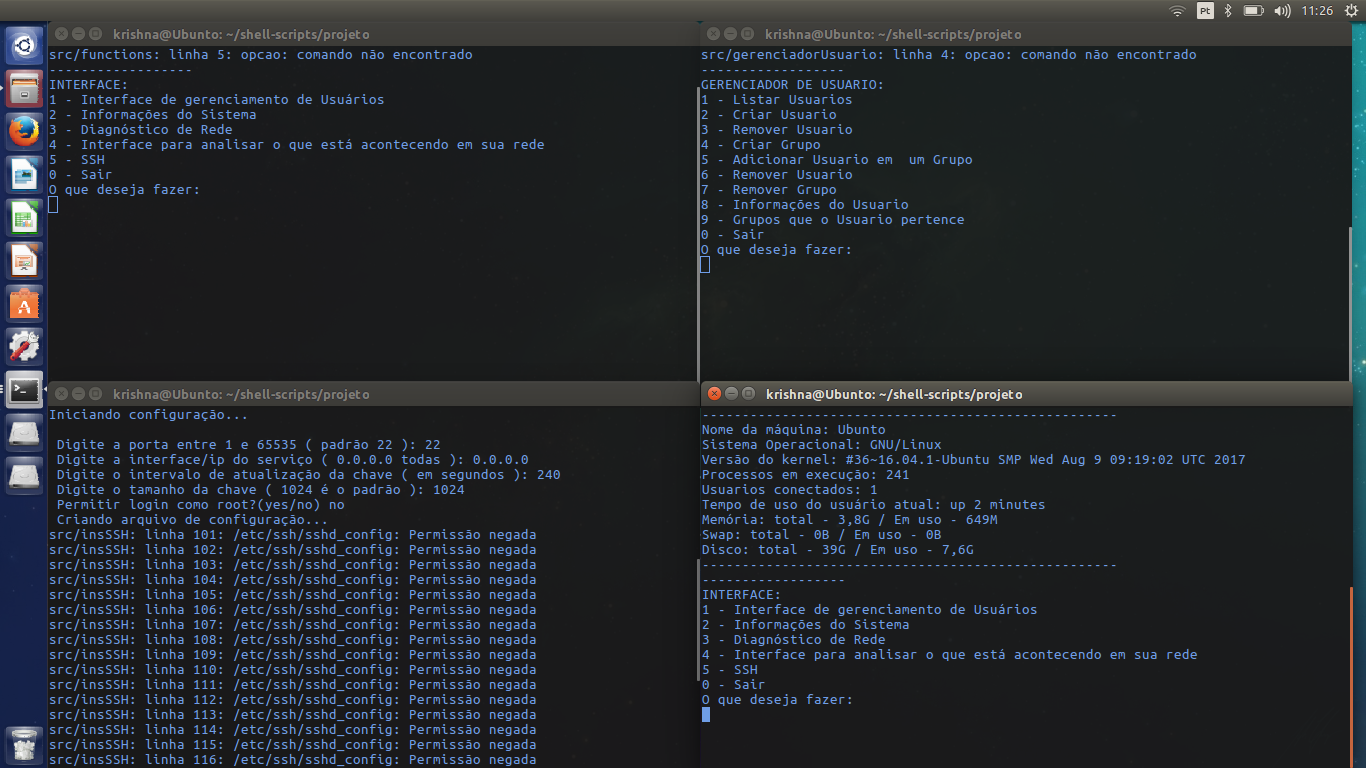 Pt
11:26
krishna@Ubunto: ~/shell-scripts/projeto
src/functions: linha 5: opcao: comando não encontrado
------------------
INTERFACE:
1 - Interface de gerenciamento de Usuários
2 - Informações do Sistema
3 - Diagnóstico de Rede
4 - Interface para analisar o que está acontecendo em sua rede
5 - SSH
0 - Sair
O que deseja fazer:
krishna@Ubunto: ~/shell-scripts/projeto
src/gerenciadorUsuario: linha 4: opcao: comando não encontrado
------------------
GERENCIADOR DE USUARIO:
1 - Listar Usuarios
2 - Criar Usuario
3 - Remover Usuario
4 - Criar Grupo
5 - Adicionar Usuario em  um Grupo
6 - Remover Usuario
7 - Remover Grupo
8 - Informações do Usuario
9 - Grupos que o Usuario pertence
0 - Sair
O que deseja fazer:
krishna@Ubunto: ~/shell-scripts/projeto
Iniciando configuração...
Digite a porta entre 1 e 65535 ( padrão 22 ): 22
Digite a interface/ip do serviço ( 0.0.0.0 todas ): 0.0.0.0
Digite o intervalo de atualização da chave ( em segundos ): 240
Digite o tamanho da chave ( 1024 é o padrão ): 1024
Permitir login como root?(yes/no) no
Criando arquivo de configuração...
src/insSSH: linha 101: /etc/ssh/sshd_config: Permissão negada
src/insSSH: linha 102: /etc/ssh/sshd_config: Permissão negada
src/insSSH: linha 103: /etc/ssh/sshd_config: Permissão negada
src/insSSH: linha 104: /etc/ssh/sshd_config: Permissão negada
src/insSSH: linha 105: /etc/ssh/sshd_config: Permissão negada
src/insSSH: linha 106: /etc/ssh/sshd_config: Permissão negada
src/insSSH: linha 107: /etc/ssh/sshd_config: Permissão negada
src/insSSH: linha 108: /etc/ssh/sshd_config: Permissão negada
src/insSSH: linha 109: /etc/ssh/sshd_config: Permissão negada
src/insSSH: linha 110: /etc/ssh/sshd_config: Permissão negada
src/insSSH: linha 111: /etc/ssh/sshd_config: Permissão negada
src/insSSH: linha 112: /etc/ssh/sshd_config: Permissão negada
src/insSSH: linha 113: /etc/ssh/sshd_config: Permissão negada
src/insSSH: linha 114: /etc/ssh/sshd_config: Permissão negada
src/insSSH: linha 115: /etc/ssh/sshd_config: Permissão negada
src/insSSH: linha 116: /etc/ssh/sshd_config: Permissão negada
krishna@Ubunto: ~/shell-scripts/projeto
----------------------------------------------------
Nome da máquina: Ubunto
Sistema Operacional: GNU/Linux
Versão do kernel: #36~16.04.1-Ubuntu SMP Wed Aug 9 09:19:02 UTC 2017
Processos em execução: 241
Usuarios conectados: 1
Tempo de uso do usuário atual: up 2 minutes
Memória: total - 3,8G / Em uso - 649M
Swap: total - 0B / Em uso - 0B
Disco: total - 39G / Em uso - 7,6G
----------------------------------------------------
------------------
INTERFACE:
1 - Interface de gerenciamento de Usuários
2 - Informações do Sistema
3 - Diagnóstico de Rede
4 - Interface para analisar o que está acontecendo em sua rede
5 - SSH
0 - Sair
O que deseja fazer: